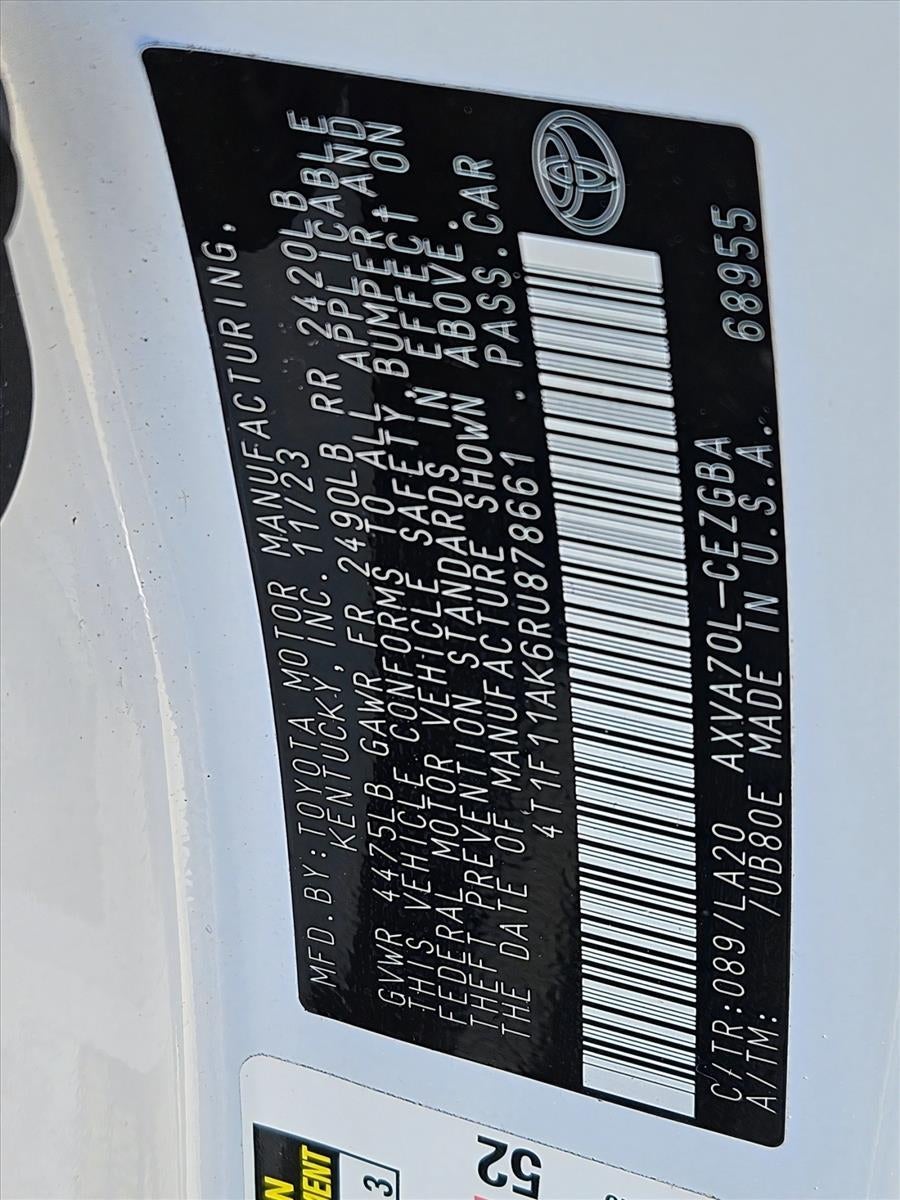 MFD.BY:TOYOTA MOTOR MANUFACTURING,
KENTUCKY, INC. 11/23
GVWR 4475LB GAWR FR 2490LB RR 2420LB
THIS VEHICLE CONFORMS TO ALL APPLICABLE
FEDERAL MOTOR VEHICLE SAFETY, BUMPER, AND
THEFT PREVENTION STANDARDS IN EFFECT ON
THE DATE OF MANUFACTURE SHOWN ABOVE.
4T1F11AK6RU878661 . PASS.CAR
C/TR:089/LA20 AXVA70L-CEZGBA 68955
A/TM: /UB80E MADE IN U.S.A.
3
52